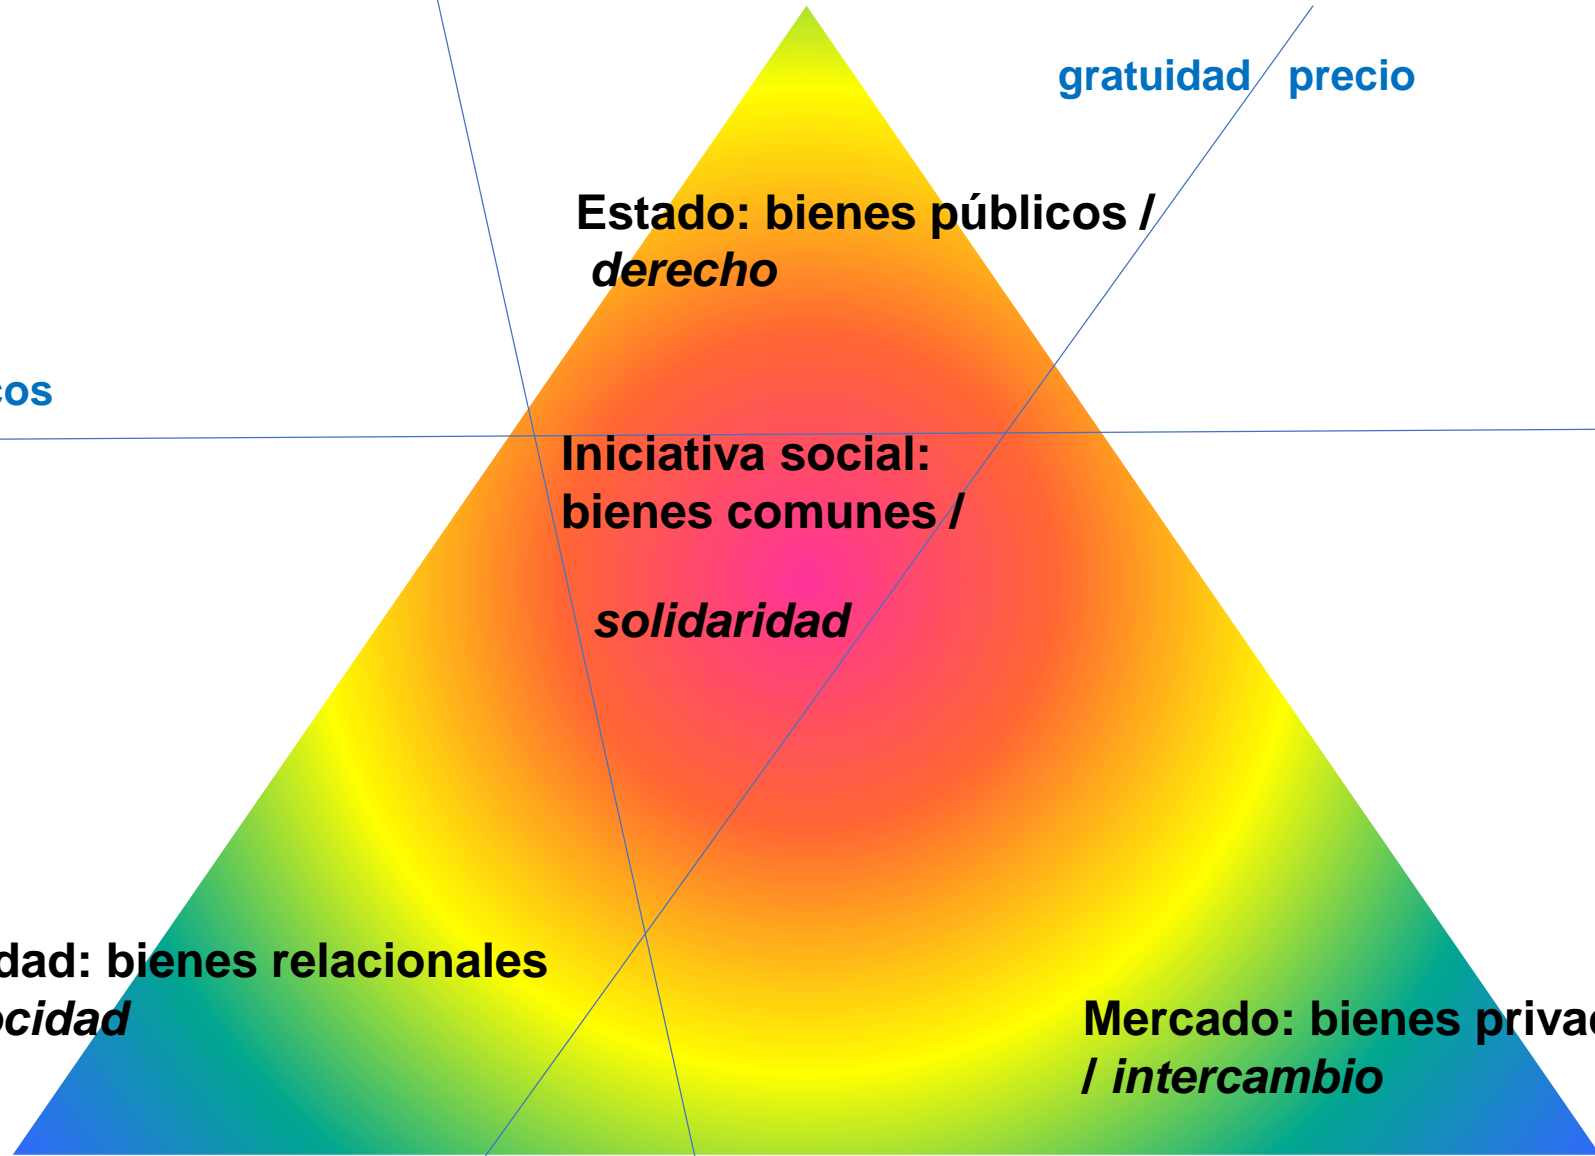 gratuidad precio
Estado: bienes públicos /
derecho
cos
Iniciativa social:
bienes comunes /
solidaridad
dad: bienes relacionales
ocidad
Mercado: bienes priva
/ intercambio